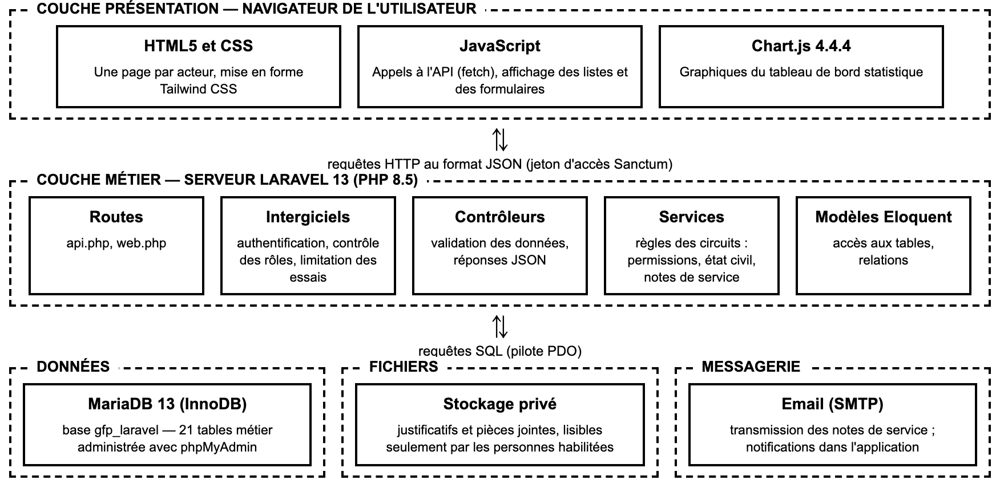 COUCHE PRÉSENTATION — NAVIGATEUR DE L'UTILISATEUR
HTML5 et CSS
Une page par acteur, mise en forme
Tailwind CSS
JavaScript
Appels à l'API (fetch), affichage des listes et
des formulaires
Chart.js 4.4.4
Graphiques du tableau de bord statistique
requêtes HTTP au format JSON (jeton d'accès Sanctum)
COUCHE MÉTIER — SERVEUR LARAVEL 13 (PHP 8.5)
Routes
api.php, web.php
Intergiciels
authentification, contrôle
des rôles, limitation des
essais
Contrôleurs
validation des données,
réponses JSON
Services
règles des circuits :
permissions, état civil,
notes de service
Modèles Eloquent
accès aux tables,
relations
requêtes SQL (pilote PDO)
DONNÉES
MariaDB 13 (InnoDB)
base gfp_laravel — 21 tables métier
administrée avec phpMyAdmin
FICHIERS
Stockage privé
justificatifs et pièces jointes, lisibles
seulement par les personnes habilitées
MESSAGERIE
Email (SMTP)
transmission des notes de service ;
notifications dans l'application